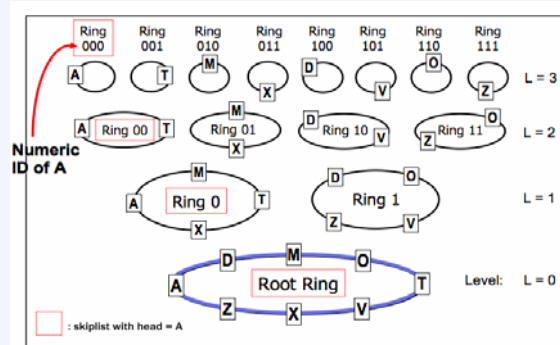 Ring 000 Ring 001 Ring 010 Ring 011 Ring 100 Ring 101 Ring 110 Ring 111
A T M X D V O Z L = 3
A Ring 00 T M Ring 01 X D Ring 10 V O Ring 11 Z L = 2
Numeric
ID of A
M D O
A Ring 0 T Ring 1 L = 1
X Z V
D M O
A Root Ring T Level: L = 0
Z X V
: skiplist with head = A